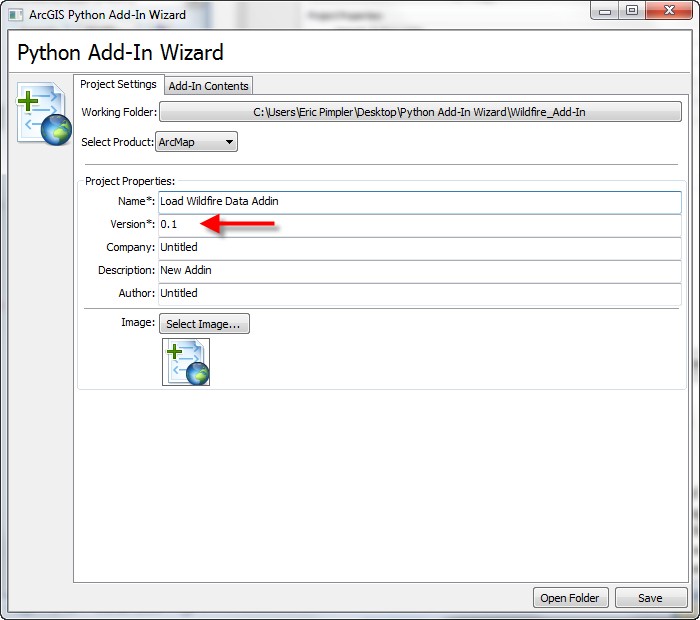 ArcGIS Python Add-In Wizard
Python Add-In Wizard
Project Settings Add-In Contents
Working Folder: C:\Users\Eric Pimpler\Desktop\Python Add-In Wizard\Wildfire_Add-In
Select Product: ArcMap
Project Properties:
Name*: Load Wildfire Data Addin
Version*: 0.1
Company: Untitled
Description: New Addin
Author: Untitled
Image: Select Image...
Open Folder Save